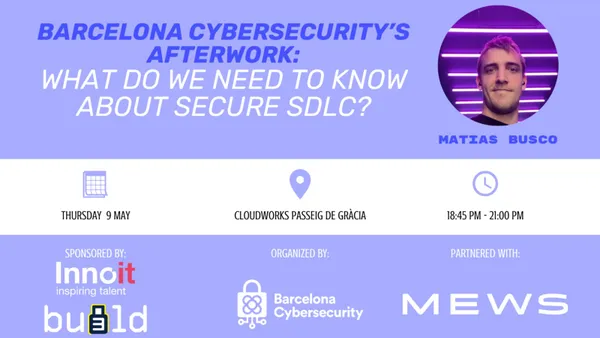 BARCELONA CYBERSECURITY'S
AFTERWORK:
WHAT DO WE NEED TO KNOW
ABOUT SECURE SDLC?
MATIAS BUSCO
THURSDAY 9 MAY
CLOUDWORKS PASSEIG DE GRÀCIA
18:45 PM - 21:00 PM
SPONSORED BY:
Innoit
inspiring talent
bu3ld
ORGANIZED BY:
Barcelona
Cybersecurity
PARTNERED WITH:
MEWS